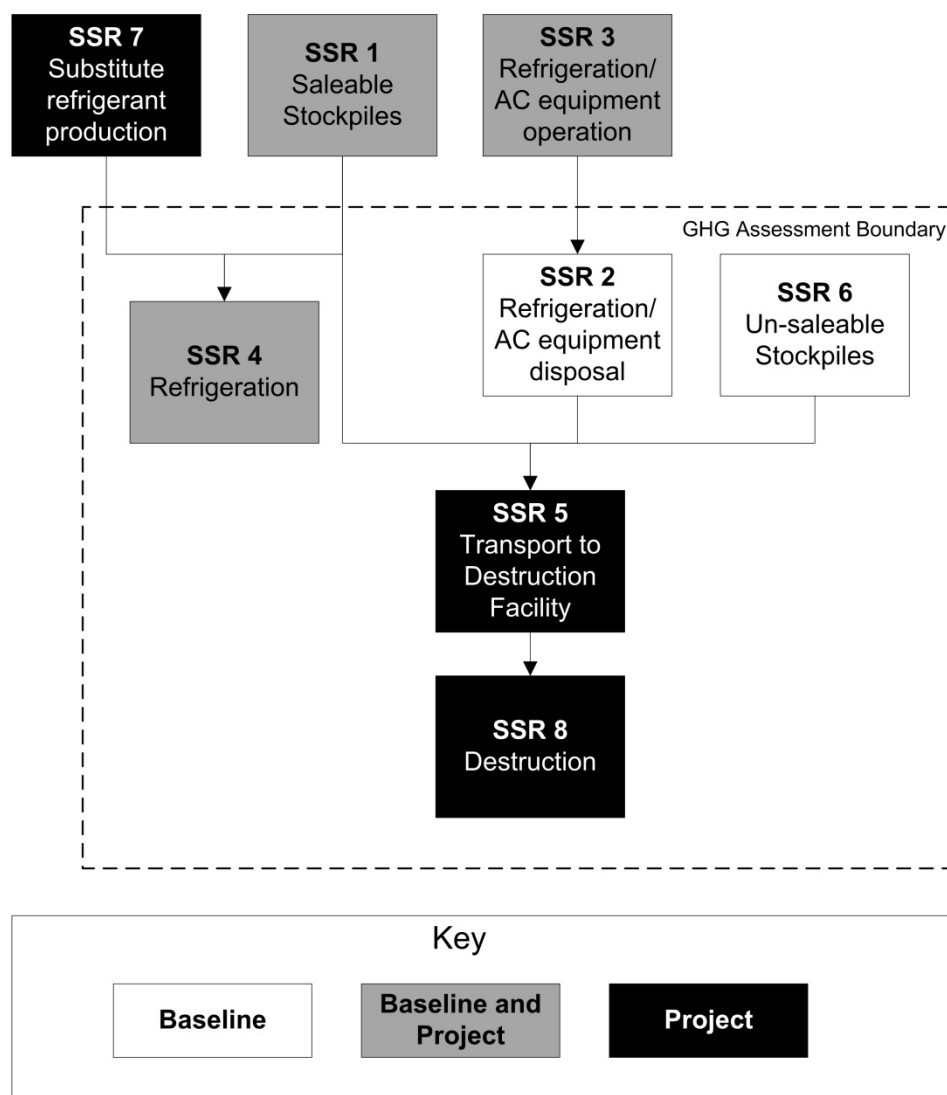 SSR 7
Substitute
refrigerant
production
SSR 1
Saleable
Stockpiles
SSR 3
Refrigeration/
AC equipment
operation
GHG Assessment Boundary
SSR 2
Refrigeration/
AC equipment
disposal
SSR 6
Un-saleable
Stockpiles
SSR 4
Refrigeration
SSR 5
Transport to
Destruction
Facility
SSR 8
Destruction
Key
Baseline
Baseline and
Project
Project